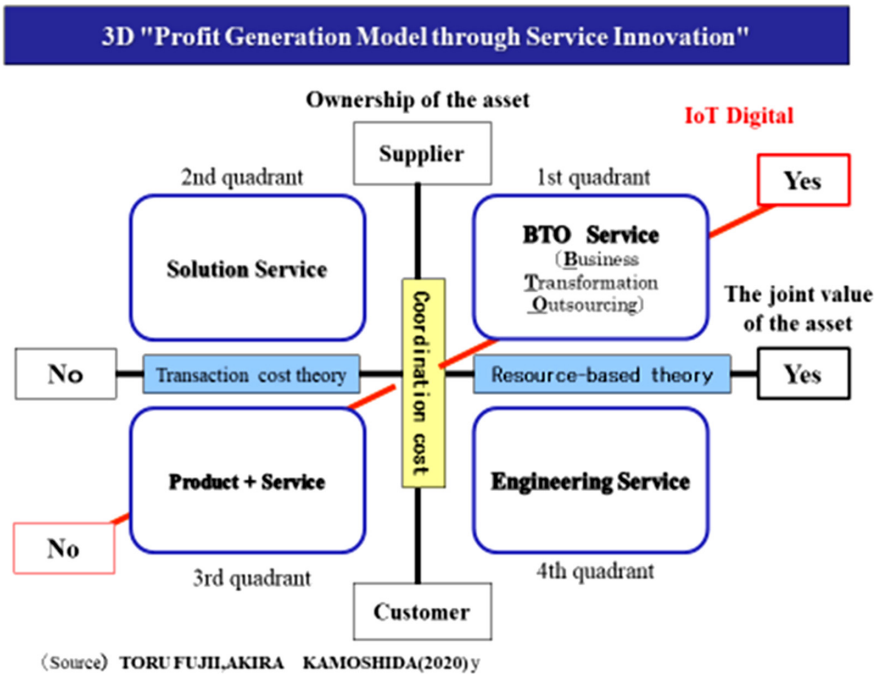 3D "Profit Generation Model through Service Innovation"
Ownership of the asset
IoT Digital
Supplier
Yes
2nd quadrant
1st quadrant
Solution Service
BTO Service
(Business
Transformation
Outsourcing)
The joint value
of the asset
Coordination cost
No
Transaction cost theory
Resource-based theory
Yes
Product + Service
Engineering Service
No
3rd quadrant
4th quadrant
Customer
(Source) TORU FUJII,AKIRA KAMOSHIDA(2020)y